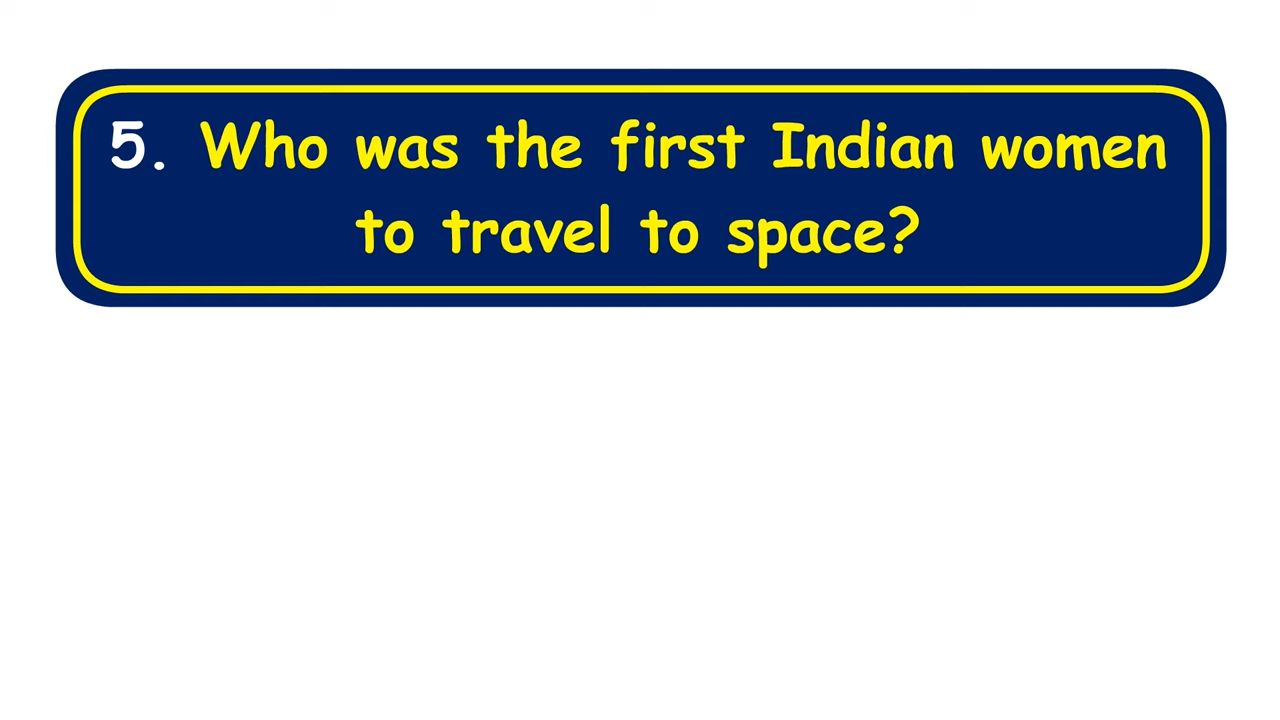 5. Who was the first Indian women
to travel to space?